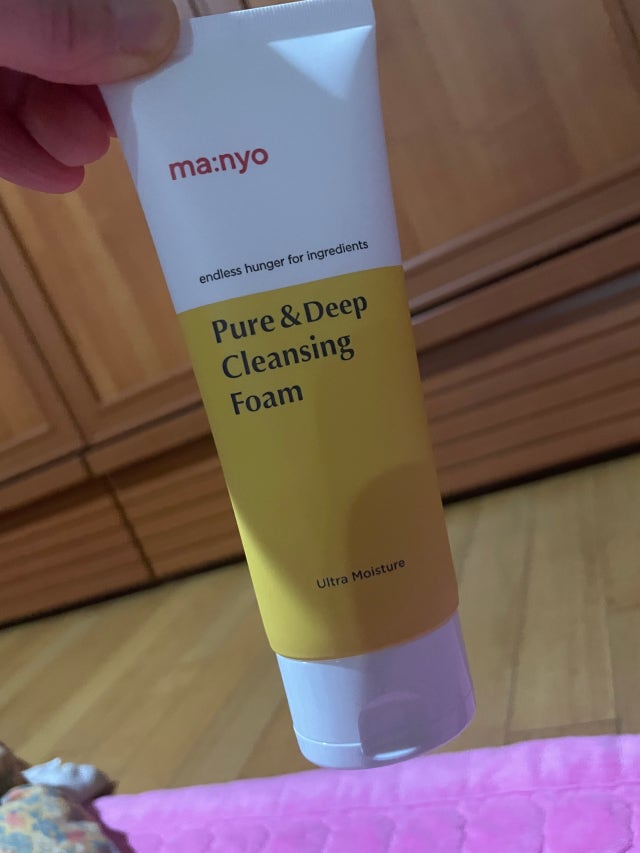 ma:nyo
endless hunger for ingredients
Pure & Deep
Cleansing
Foam
Ultra Moisture